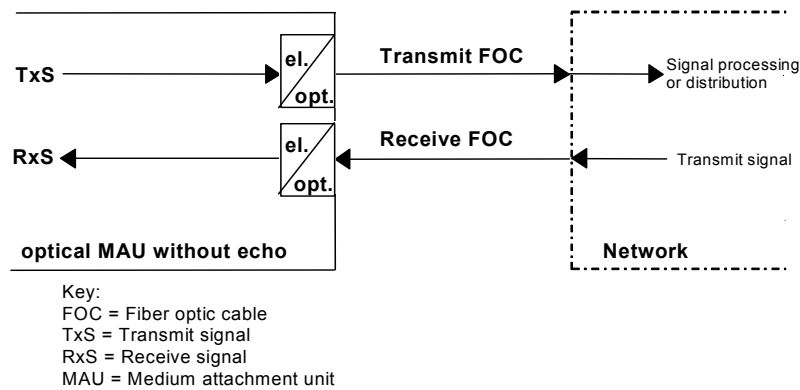 TxS
el.
opt.
Transmit FOC
Signal processing
or distribution
RxS
el.
opt.
Receive FOC
Transmit signal
optical MAU without echo
Network
Key:
FOC = Fiber optic cable
TxS = Transmit signal
RxS = Receive signal
MAU = Medium attachment unit